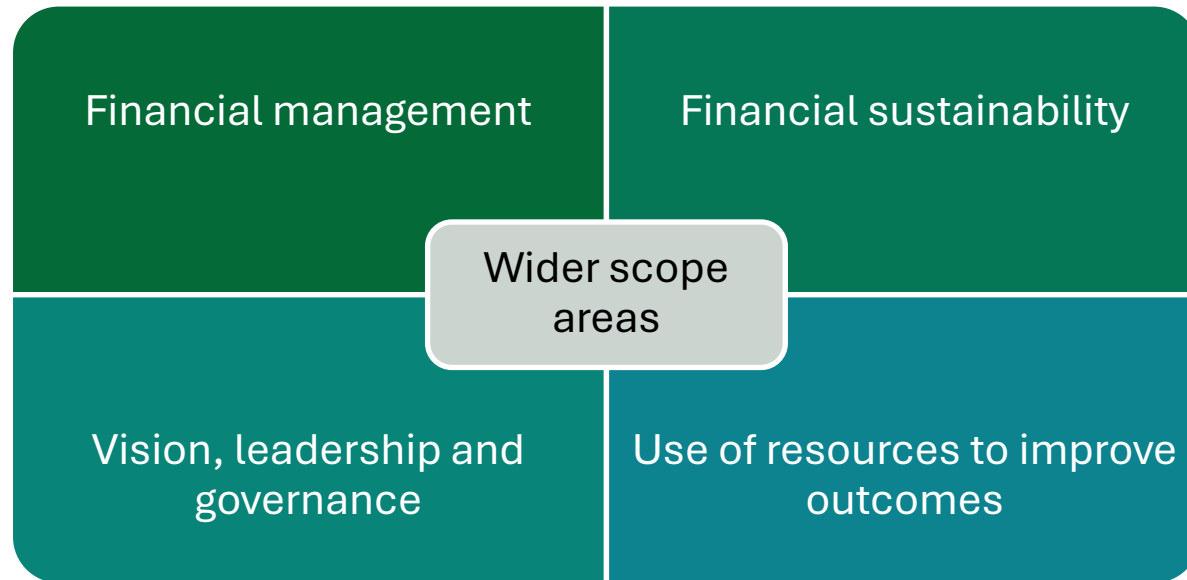 Financial management
Financial sustainability
Wider scope
areas
Vision, leadership and
governance
Use of resources to improve
outcomes